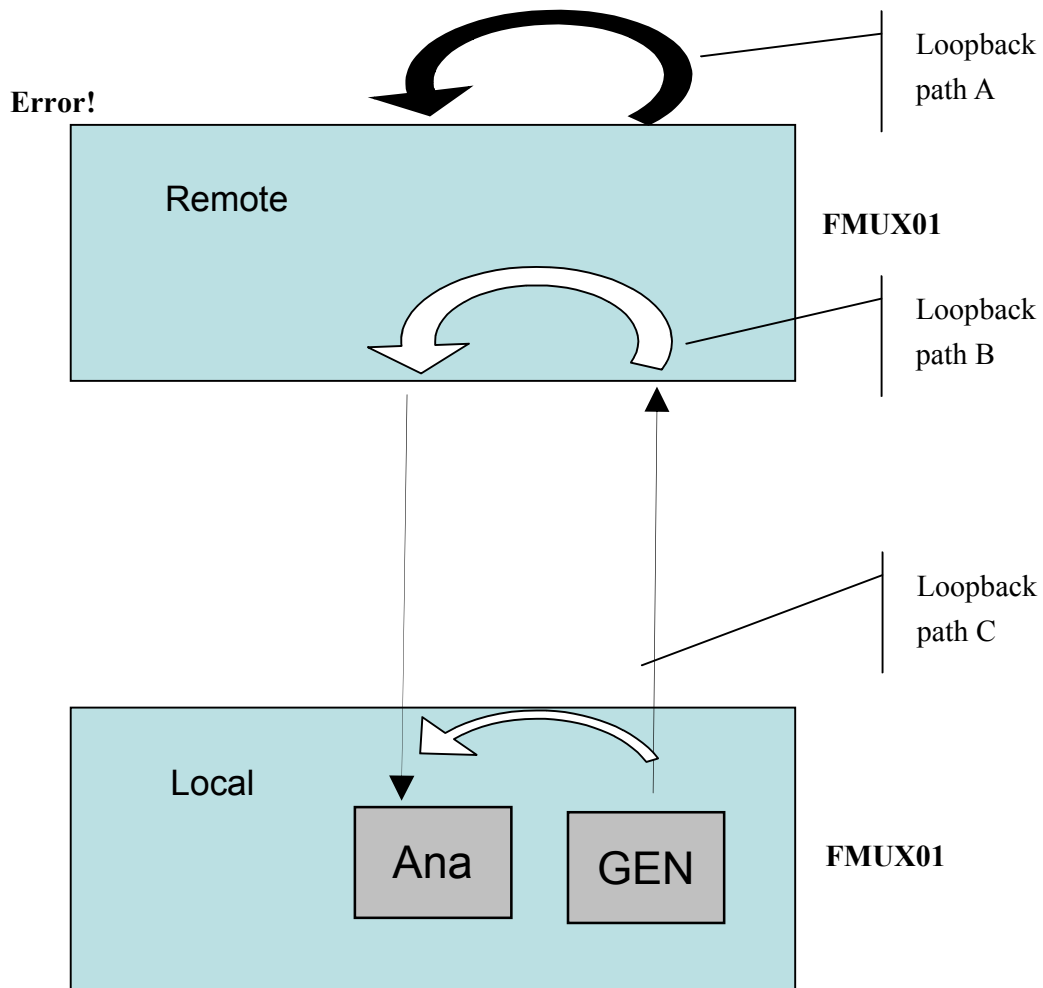 Loopback
path A
Error!
Remote
FMUX01
Loopback
path B
Loopback
path C
Local
Ana
GEN
FMUX01